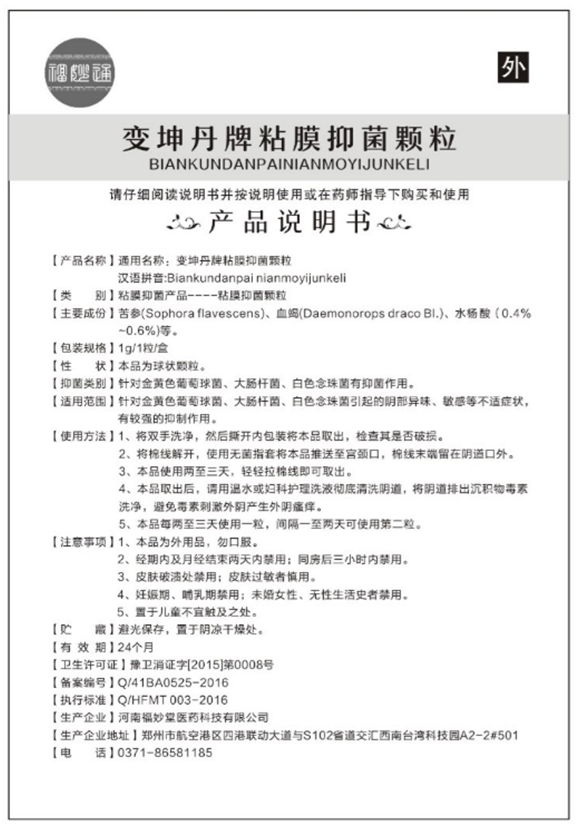 福妙通
外
变坤丹牌粘膜抑菌颗粒
BIANKUNDANPAINIANMOYIJUNKELI
请仔细阅读说明书并按说明使用或在药师指导下购买和使用
产品说明书
【产品名称】通用名称：变坤丹牌粘膜抑菌颗粒
汉语拼音:Biankundanpai nianmoyijunkeli
【类 别】粘膜抑菌产品----粘膜抑菌颗粒
【主要成份】苦参(Sophora flavescens)、血竭(Daemonorops draco Bl.)、水杨酸（0.4%
~0.6%)等。
【包装规格】1g/1粒/盒
【性 状】本品为球状颗粒。
【抑菌类别】针对金黄色葡萄球菌、大肠杆菌、白色念珠菌有抑菌作用。
【适用范围】针对金黄色葡萄球菌、大肠杆菌、白色念珠菌引起的阴部异味、敏感等不适症状，
有较强的抑制作用。
【使用方法】1、将双手洗净，然后撕开内包装将本品取出，检查其是否破损。
2、将棉线解开，使用无菌指套将本品推送至宫颈口，棉线末端留在阴道口外。
3、本品使用两至三天，轻轻拉棉线即可取出。
4、本品取出后，请用温水或妇科护理洗液彻底清洗阴道，将阴道排出沉积物毒素
洗净，避免毒素刺激外阴产生外阴瘙痒。
5、本品每两至三天使用一粒，间隔一至两天可使用第二粒。
【注意事项】1、本品为外用品，勿口服。
2、经期内及月经结束两天内禁用；同房后三小时内禁用。
3、皮肤破溃处禁用；皮肤过敏者慎用。
4、妊娠期、哺乳期禁用；未婚女性、无性生活史者禁用。
5、置于儿童不宜触及之处。
【贮 藏】避光保存，置于阴凉干燥处。
【有 效 期】24个月
【卫生许可证】豫卫消证字[2015]第0008号
【备案编号】Q/41BA0525-2016
【执行标准】Q/HFMT 003-2016
【生产企业】河南福妙堂医药科技有限公司
【生产企业地址】郑州市航空港区四港联动大道与S102省道交汇西南台湾科技园A2-2#501
【电 话】0371-86581185